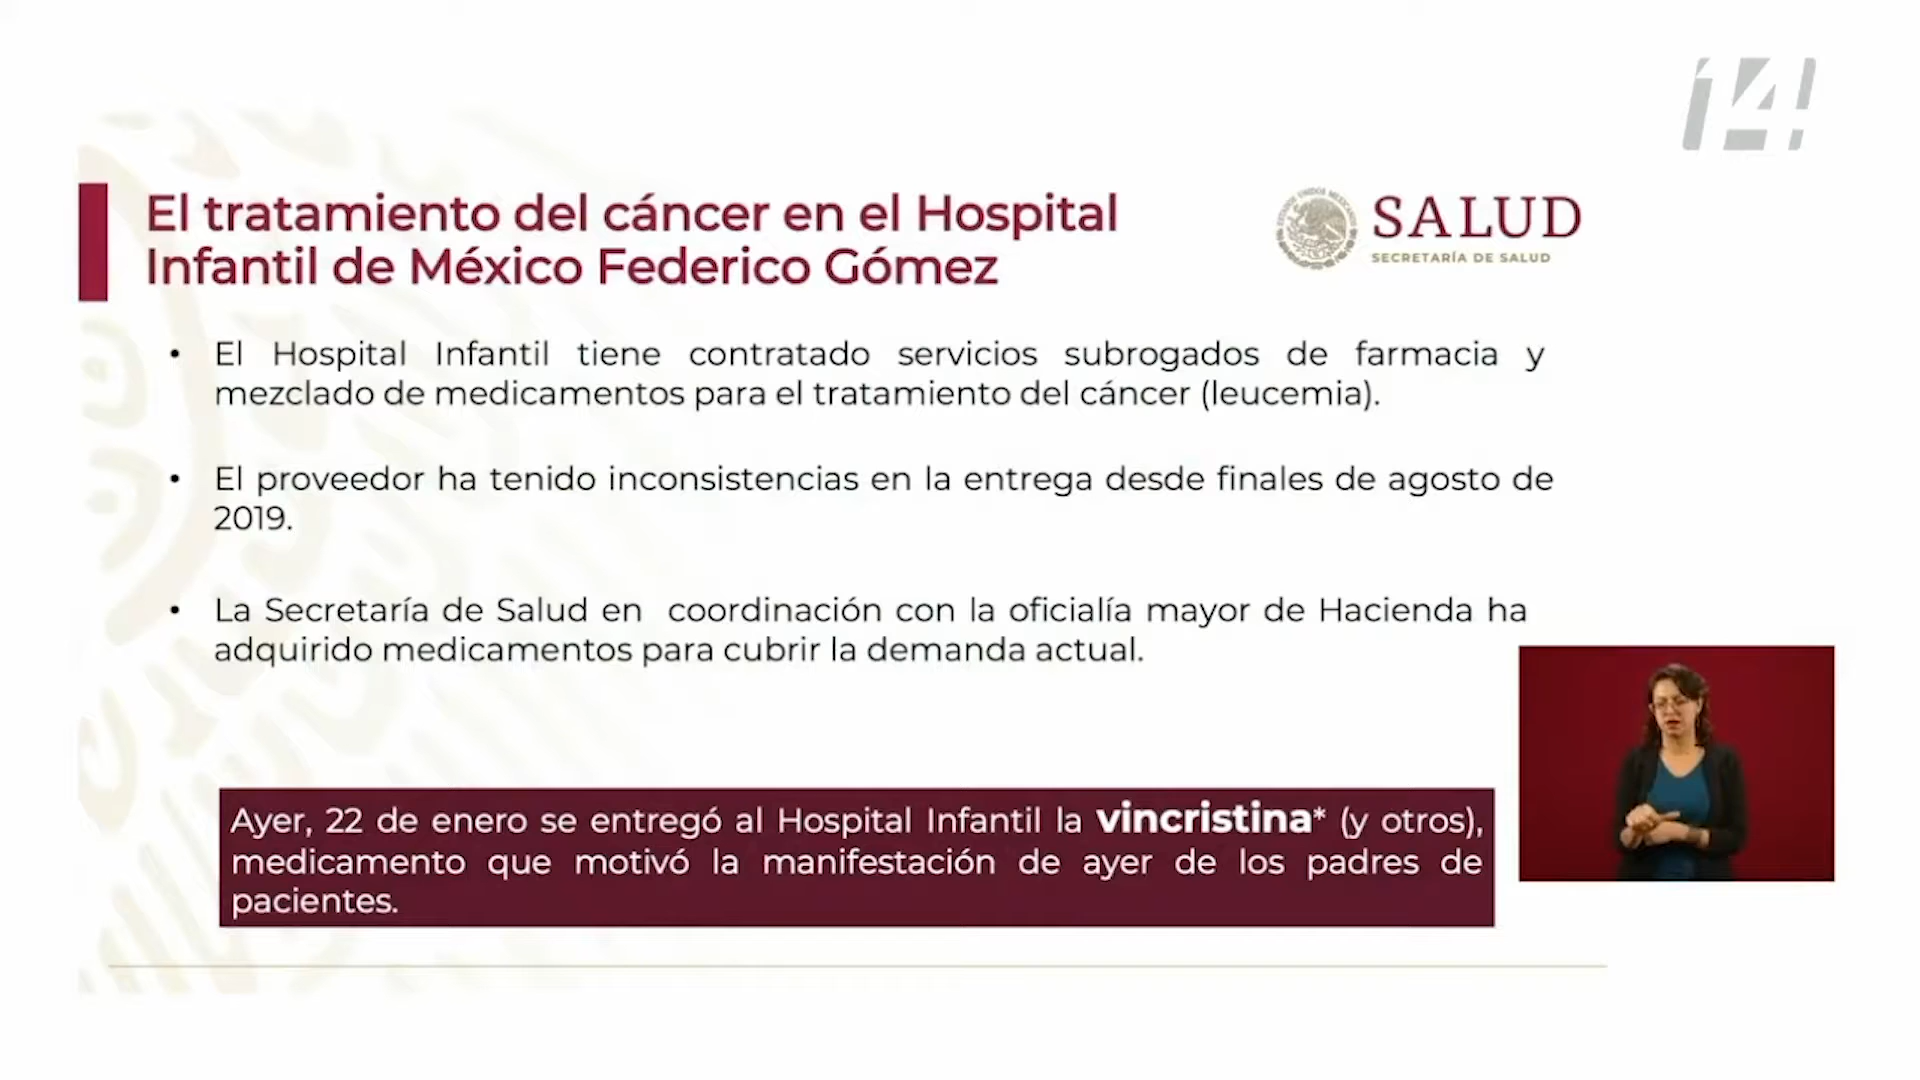 14!
El tratamiento del cáncer en el Hospital
Infantil de México Federico Gómez
SALUD
SECRETARÍA DE SALUD
• El Hospital Infantil tiene contratado servicios subrogados de farmacia y
mezclado de medicamentos para el tratamiento del cáncer (leucemia).
• El proveedor ha tenido inconsistencias en la entrega desde finales de agosto de
2019.
• La Secretaría de Salud en coordinación con la oficialía mayor de Hacienda ha
adquirido medicamentos para cubrir la demanda actual.
Ayer, 22 de enero se entregó al Hospital Infantil la vincristina* (y otros),
medicamento que motivó la manifestación de ayer de los padres de
pacientes.